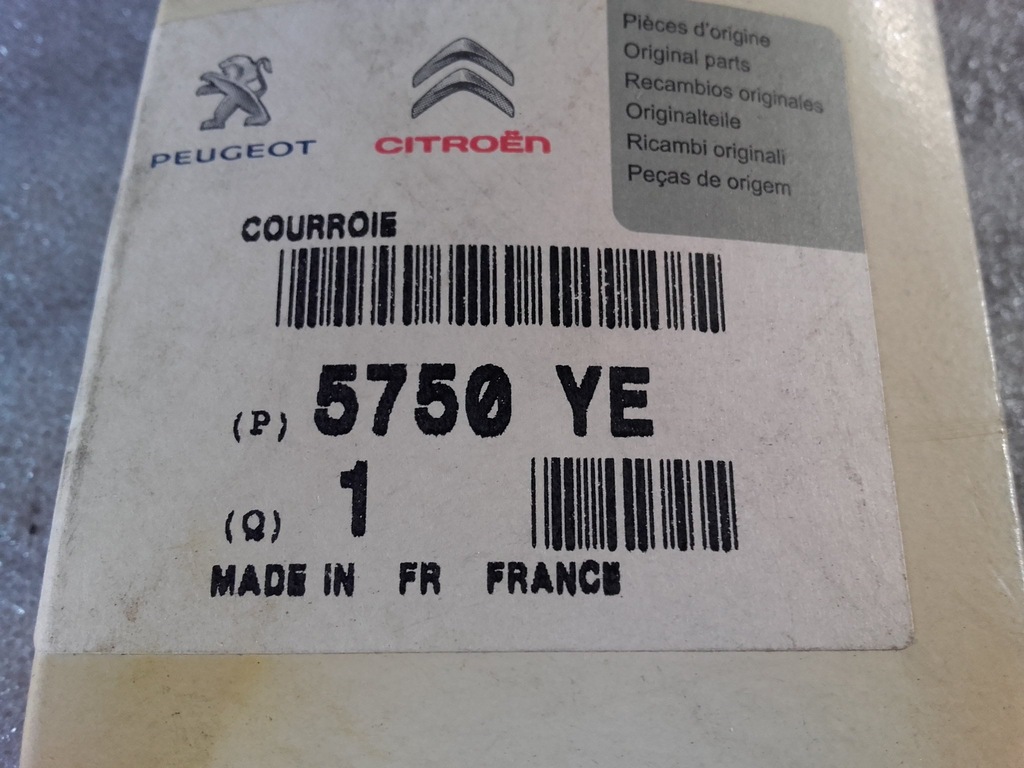 PEUGEOT
CITROËN
Pièces d'origine
Original parts
Recambios originales
Originalteile
Ricambi originali
Peças de origem
COURROIE
(P) 5750 YE
(Q) 1
MADE IN FR FRANCE